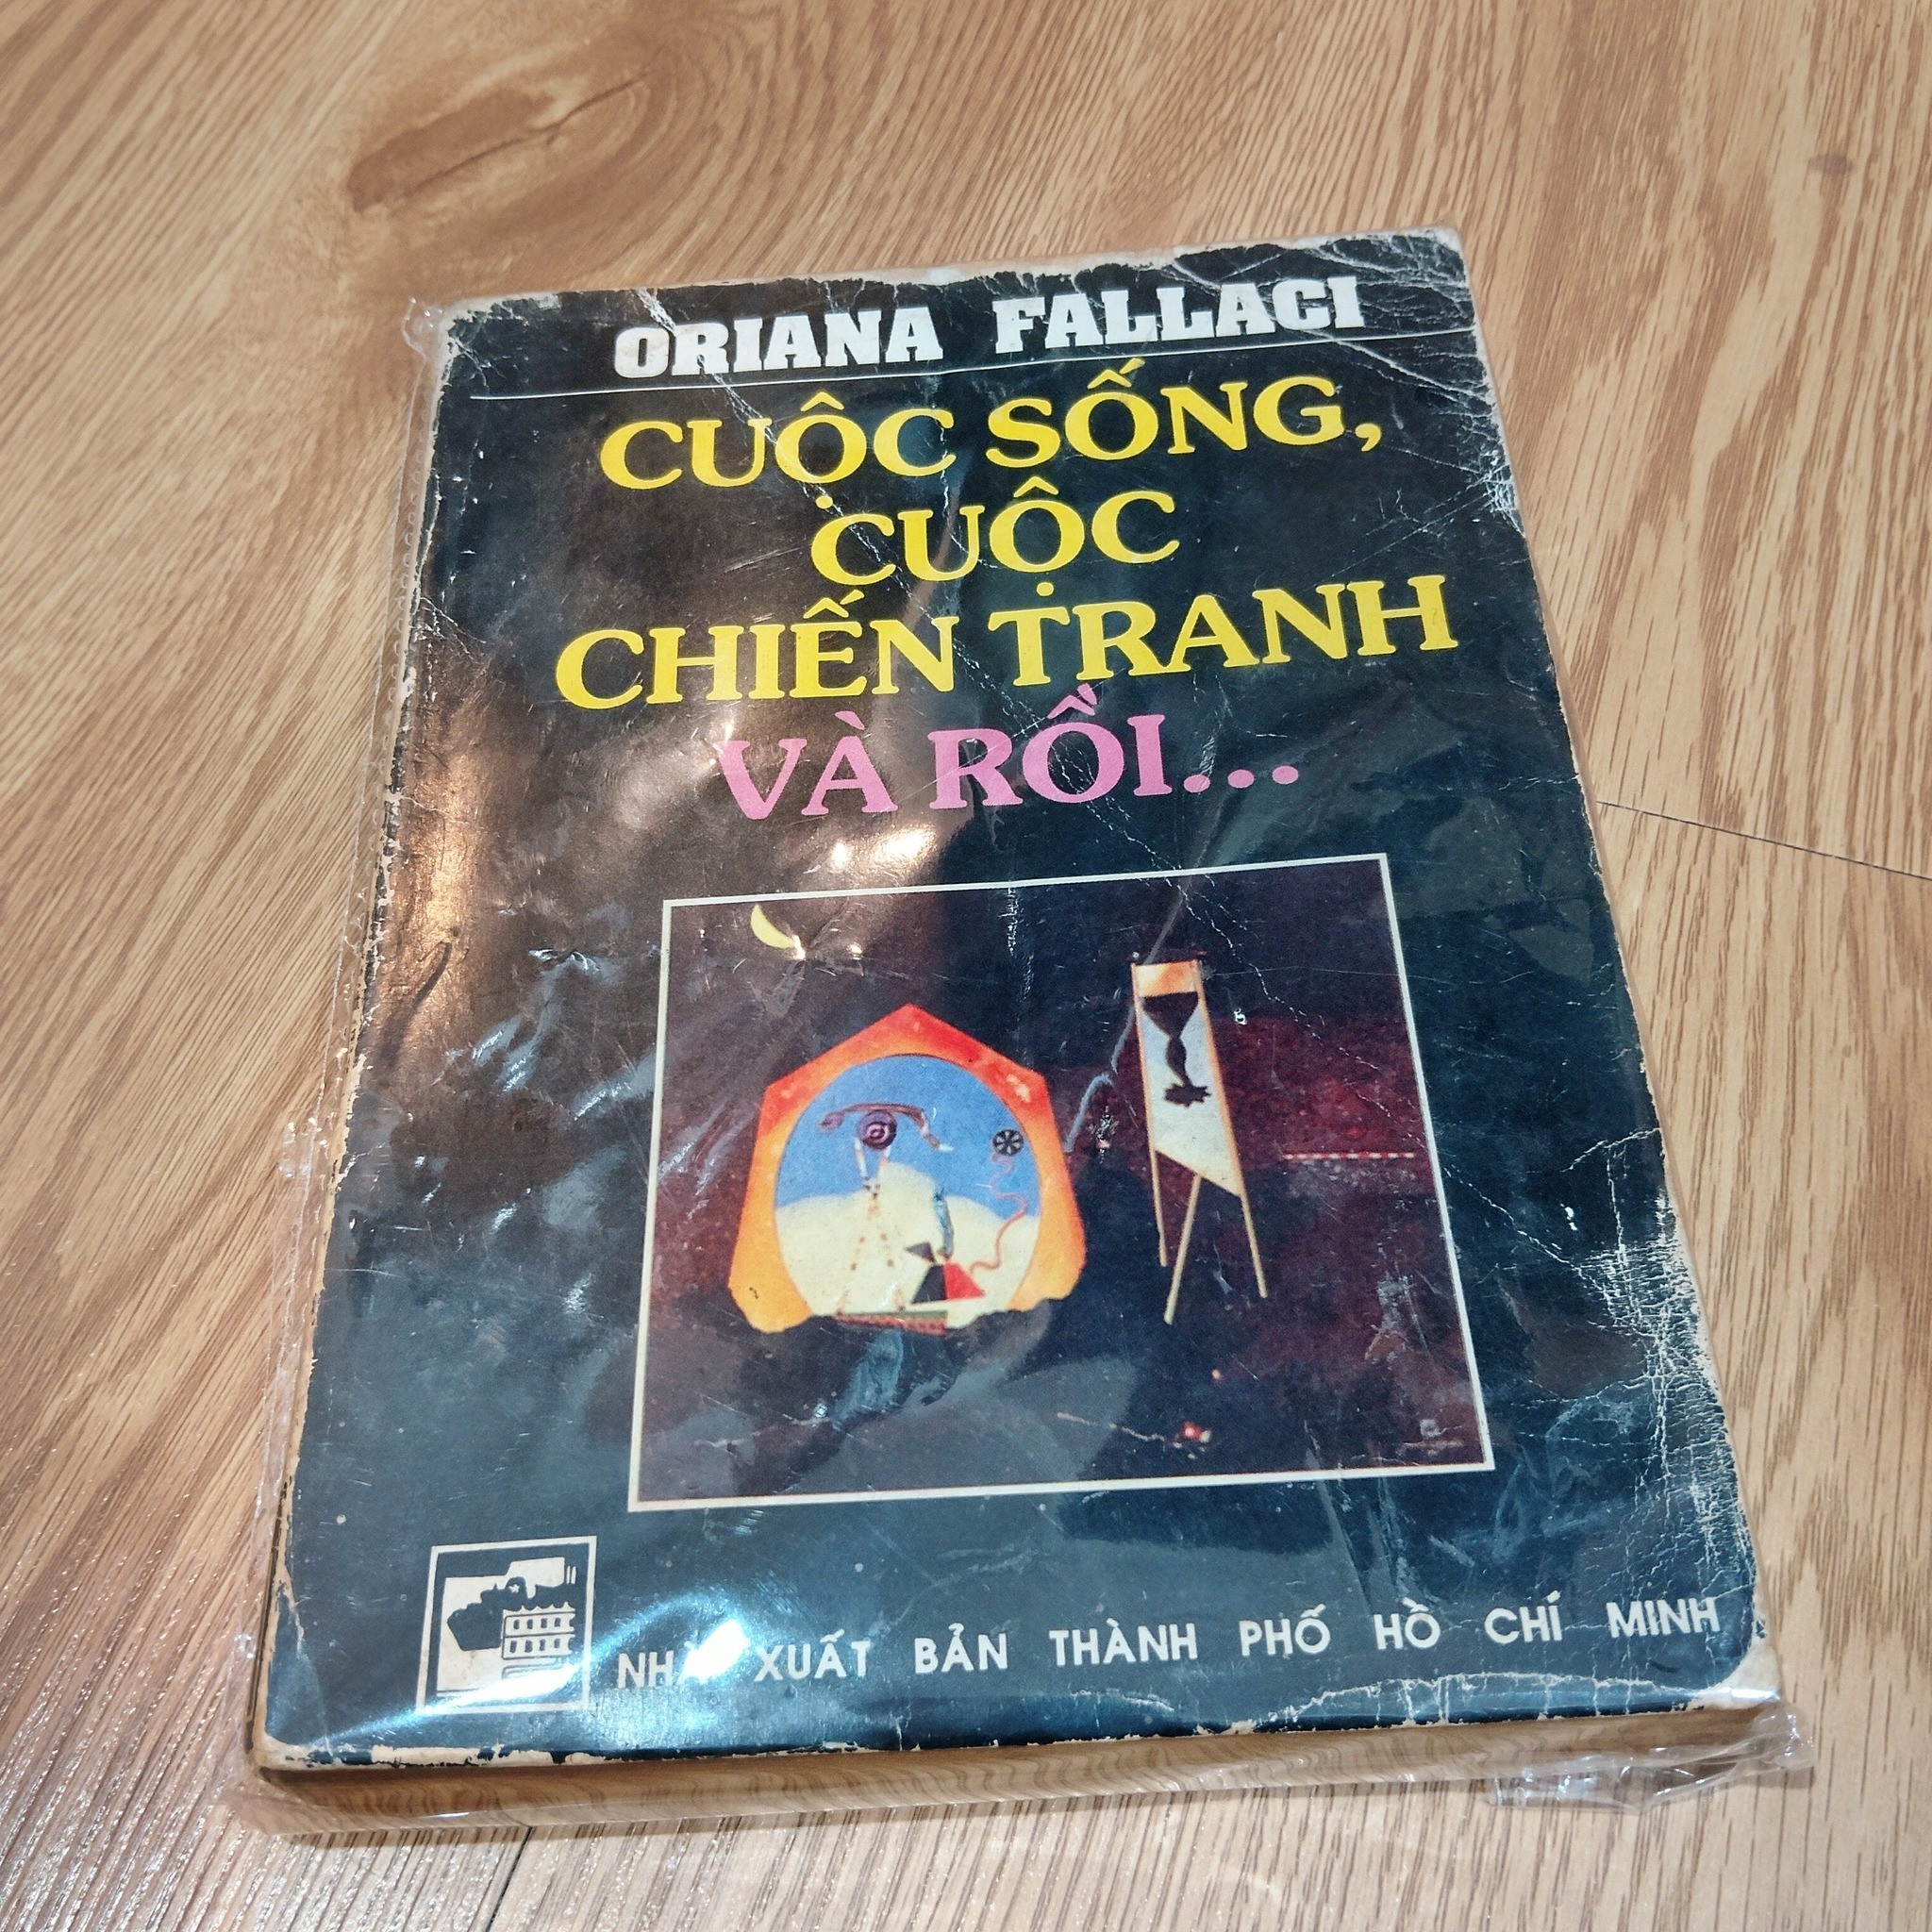 ORIANA FALLACI
CUỘC SỐNG,
CUỘC
CHIẾN TRANH
VÀ RỒI...
NHÀ XUẤT BẢN THÀNH PHỐ HỒ CHÍ MINH